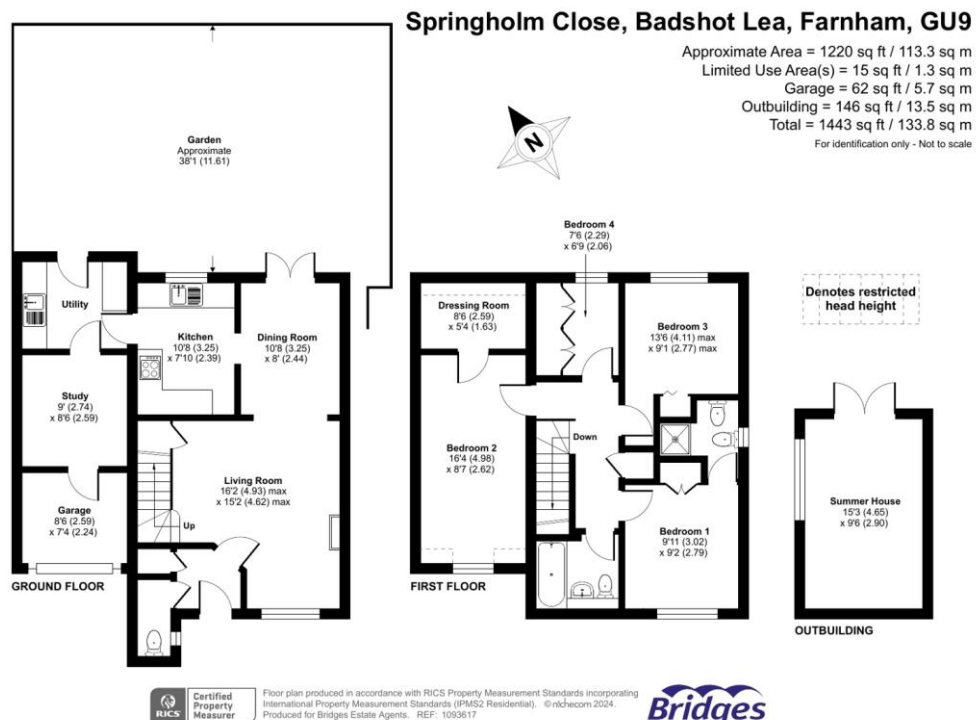 Springholm Close, Badshot Lea, Farnham, GU9
Approximate Area = 1220 sq ft / 113.3 sq m
Limited Use Area(s) = 15 sq ft / 1.3 sq m
Garage = 62 sq ft / 5.7 sq m
Outbuilding = 146 sq ft / 13.5 sq m
Total = 1443 sq ft / 133.8 sq m
For identification only - Not to scale
N
Garden
Approximate
38'1 (11.61)
Utility
Kitchen
10'8 (3.25)
x 7'10 (2.39)
Dining Room
10'8 (3.25)
x 8' (2.44)
Study
9' (2.74)
x 8'6 (2.59)
Living Room
16'2 (4.93) max
x 15'2 (4.62) max
Up
Garage
8'6 (2.59)
x 7'4 (2.24)
GROUND FLOOR
Bedroom 4
7'6 (2.29)
x 6'9 (2.06)
Dressing Room
8'6 (2.59)
x 5'4 (1.63)
Bedroom 3
13'6 (4.11) max
x 9'1 (2.77) max
Down
Bedroom 2
16'4 (4.98)
x 8'7 (2.62)
Bedroom 1
9'11 (3.02)
x 9'2 (2.79)
FIRST FLOOR
Denotes restricted
head height
Summer House
15'3 (4.65)
x 9'6 (2.90)
OUTBUILDING
RICS
Certified
Property
Measurer
Floor plan produced in accordance with RICS Property Measurement Standards incorporating
International Property Measurement Standards (IPMS2 Residential). © nichecom 2024.
Produced for Bridges Estate Agents. REF: 1093617
Bridges